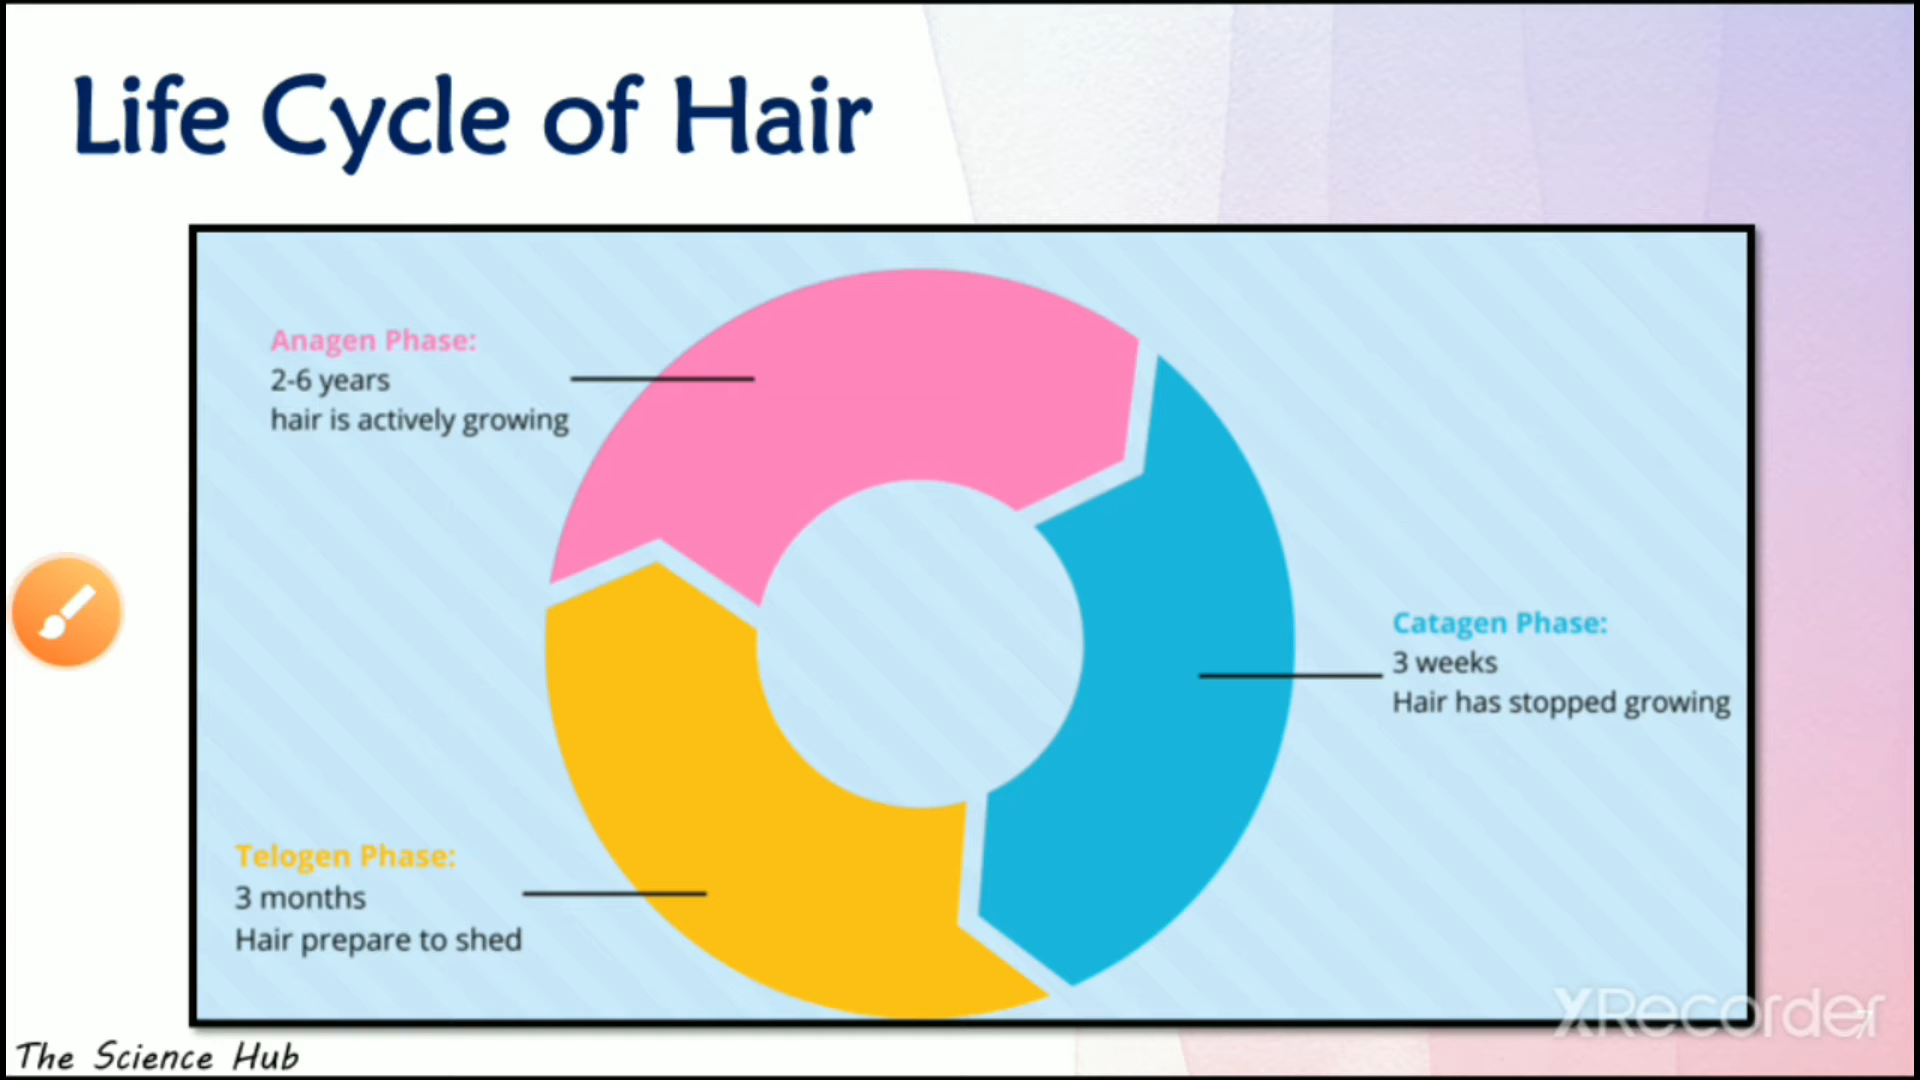 Life Cycle of Hair
Anagen Phase:
2-6 years
hair is actively growing
Catagen Phase:
3 weeks
Hair has stopped growing
Telogen Phase:
3 months
Hair prepare to shed
The Science Hub
XRecorder